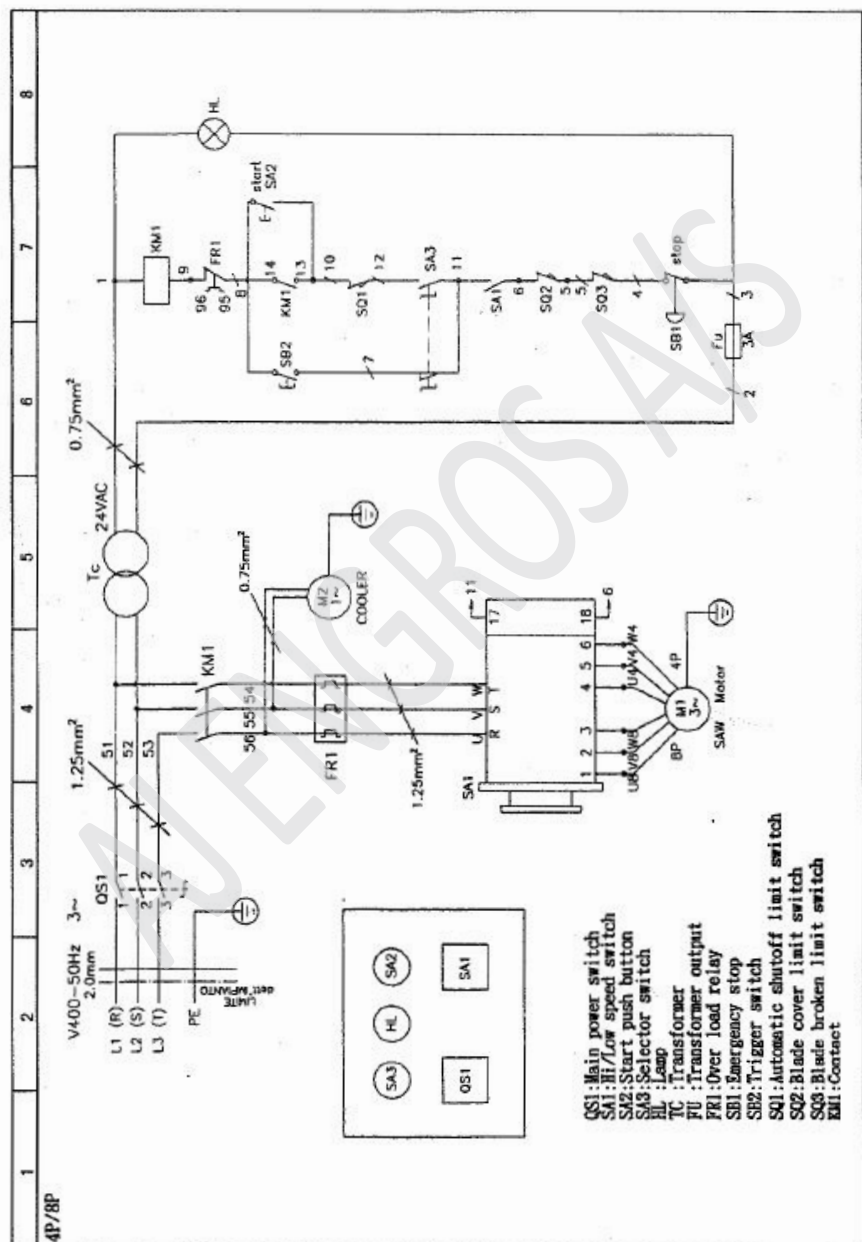 1 2 3 4 5 6 7 8
4P/8P
V400-50Hz 3~
2.0mm
L1 (R)
L2 (S)
L3 (T)
PE
LIMITE
dell' IMPIANTO
QS1
1 1
2 2
3 3
1.25mm²
51
52
53
KM1
56 55 54
FR1
1.25mm²
Tc
24VAC
0.75mm²
0.75mm²
M2
1~
COOLER
SA1
U V W
R S T
17
11
18
6
1 2 3 4 5 6
U8 V8 W8 U4 V4 W4
8P
4P
M1
3~
SAW Motor
1
KM1
9
96
95
FR1
8
SB2
7
14
KM1
13
start
SA2
10
SQ1
12
SA3
11
SA1
6
SQ2
5
5
SQ3
4
SB1
stop
3
FU
3A
2
HL
SA3
HL
SA2
QS1
SA1
QS1:Main power switch
SA1:Hi/Low speed switch
SA2:Start push button
SA3:Selector switch
HL :Lamp
TC :Transformer
FU :Transformer output
FR1:Over load relay
SB1:Emergency stop
SB2:Trigger switch
SQ1:Automatic shutoff limit switch
SQ2:Blade cover limit switch
SQ3:Blade broken limit switch
KM1:Contact
AJ ENGROS A/S